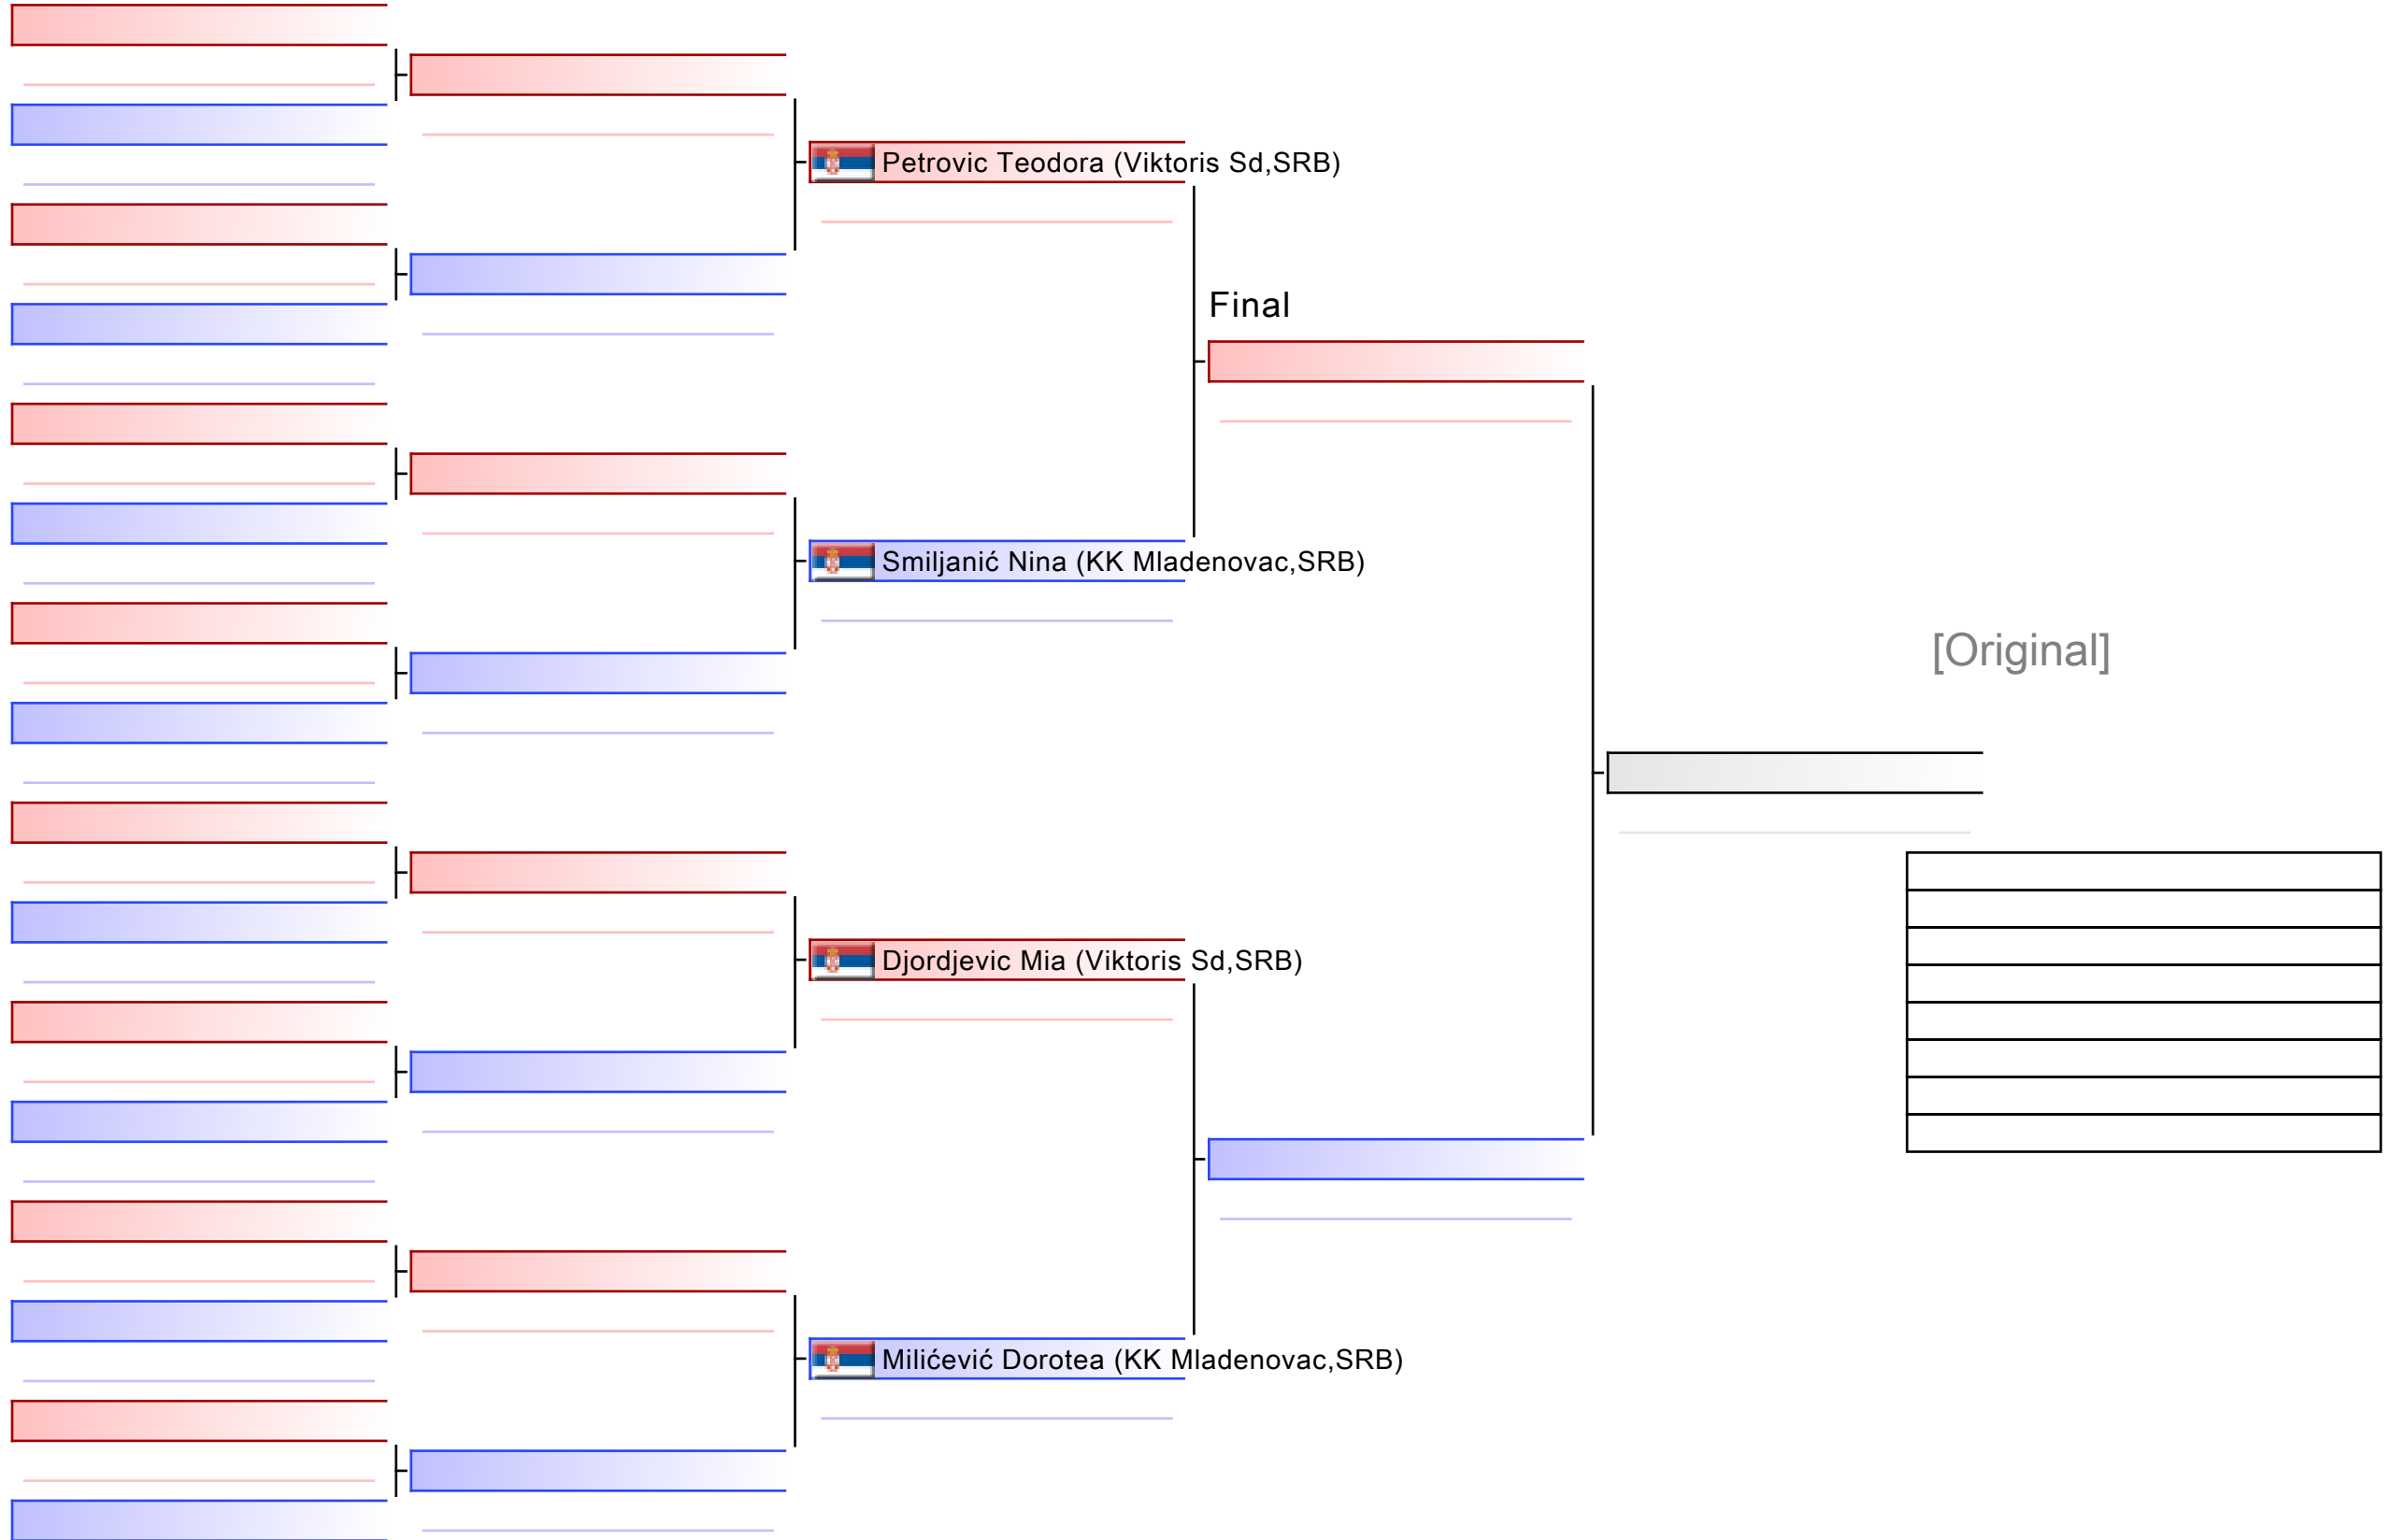 Petrovic Teodora (Viktoris Sd,SRB)
Final
Smiljanić Nina (KK Mladenovac,SRB)
[Original]
Djordjevic Mia (Viktoris Sd,SRB)
Milićević Dorotea (KK Mladenovac,SRB)